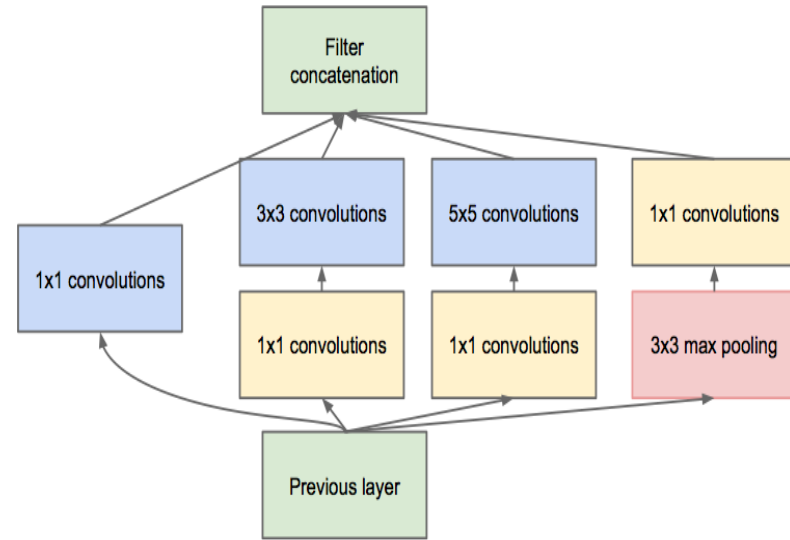 Filter
concatenation
3x3 convolutions
5x5 convolutions
1x1 convolutions
1x1 convolutions
1x1 convolutions
1x1 convolutions
3x3 max pooling
Previous layer